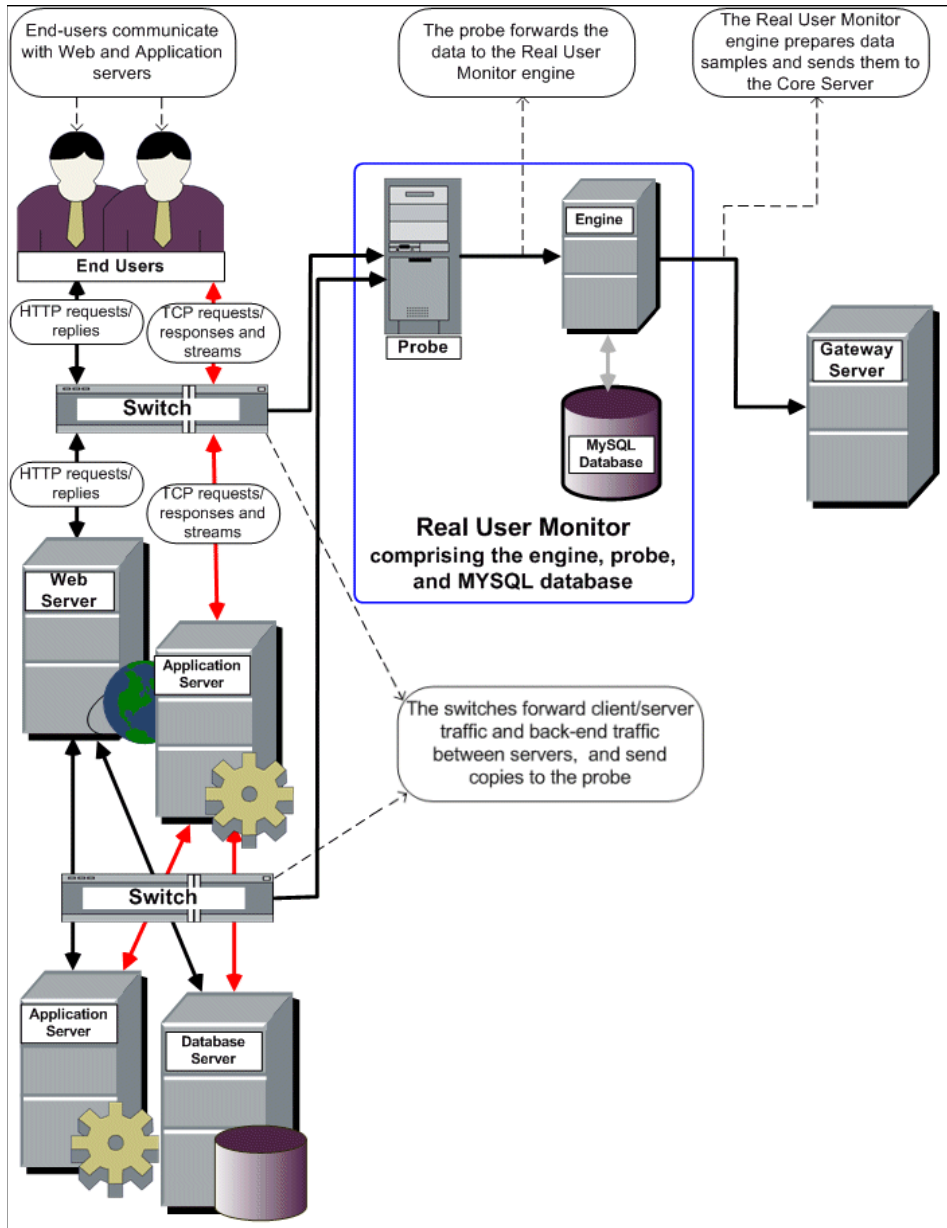 End-users communicate
with Web and Application
servers
The probe forwards the
data to the Real User
Monitor engine
The Real User Monitor
engine prepares data
samples and sends them to
the Core Server
End Users
HTTP requests/
replies
TCP requests/
responses and
streams
Switch
HTTP requests/
replies
TCP requests/
responses and
streams
Probe
Engine
MySQL
Database
Real User Monitor
comprising the engine, probe,
and MYSQL database
Gateway
Server
Web
Server
Application
Server
The switches forward client/server
traffic and back-end traffic
between servers,  and send
copies to the probe
Switch
Application
Server
Database
Server